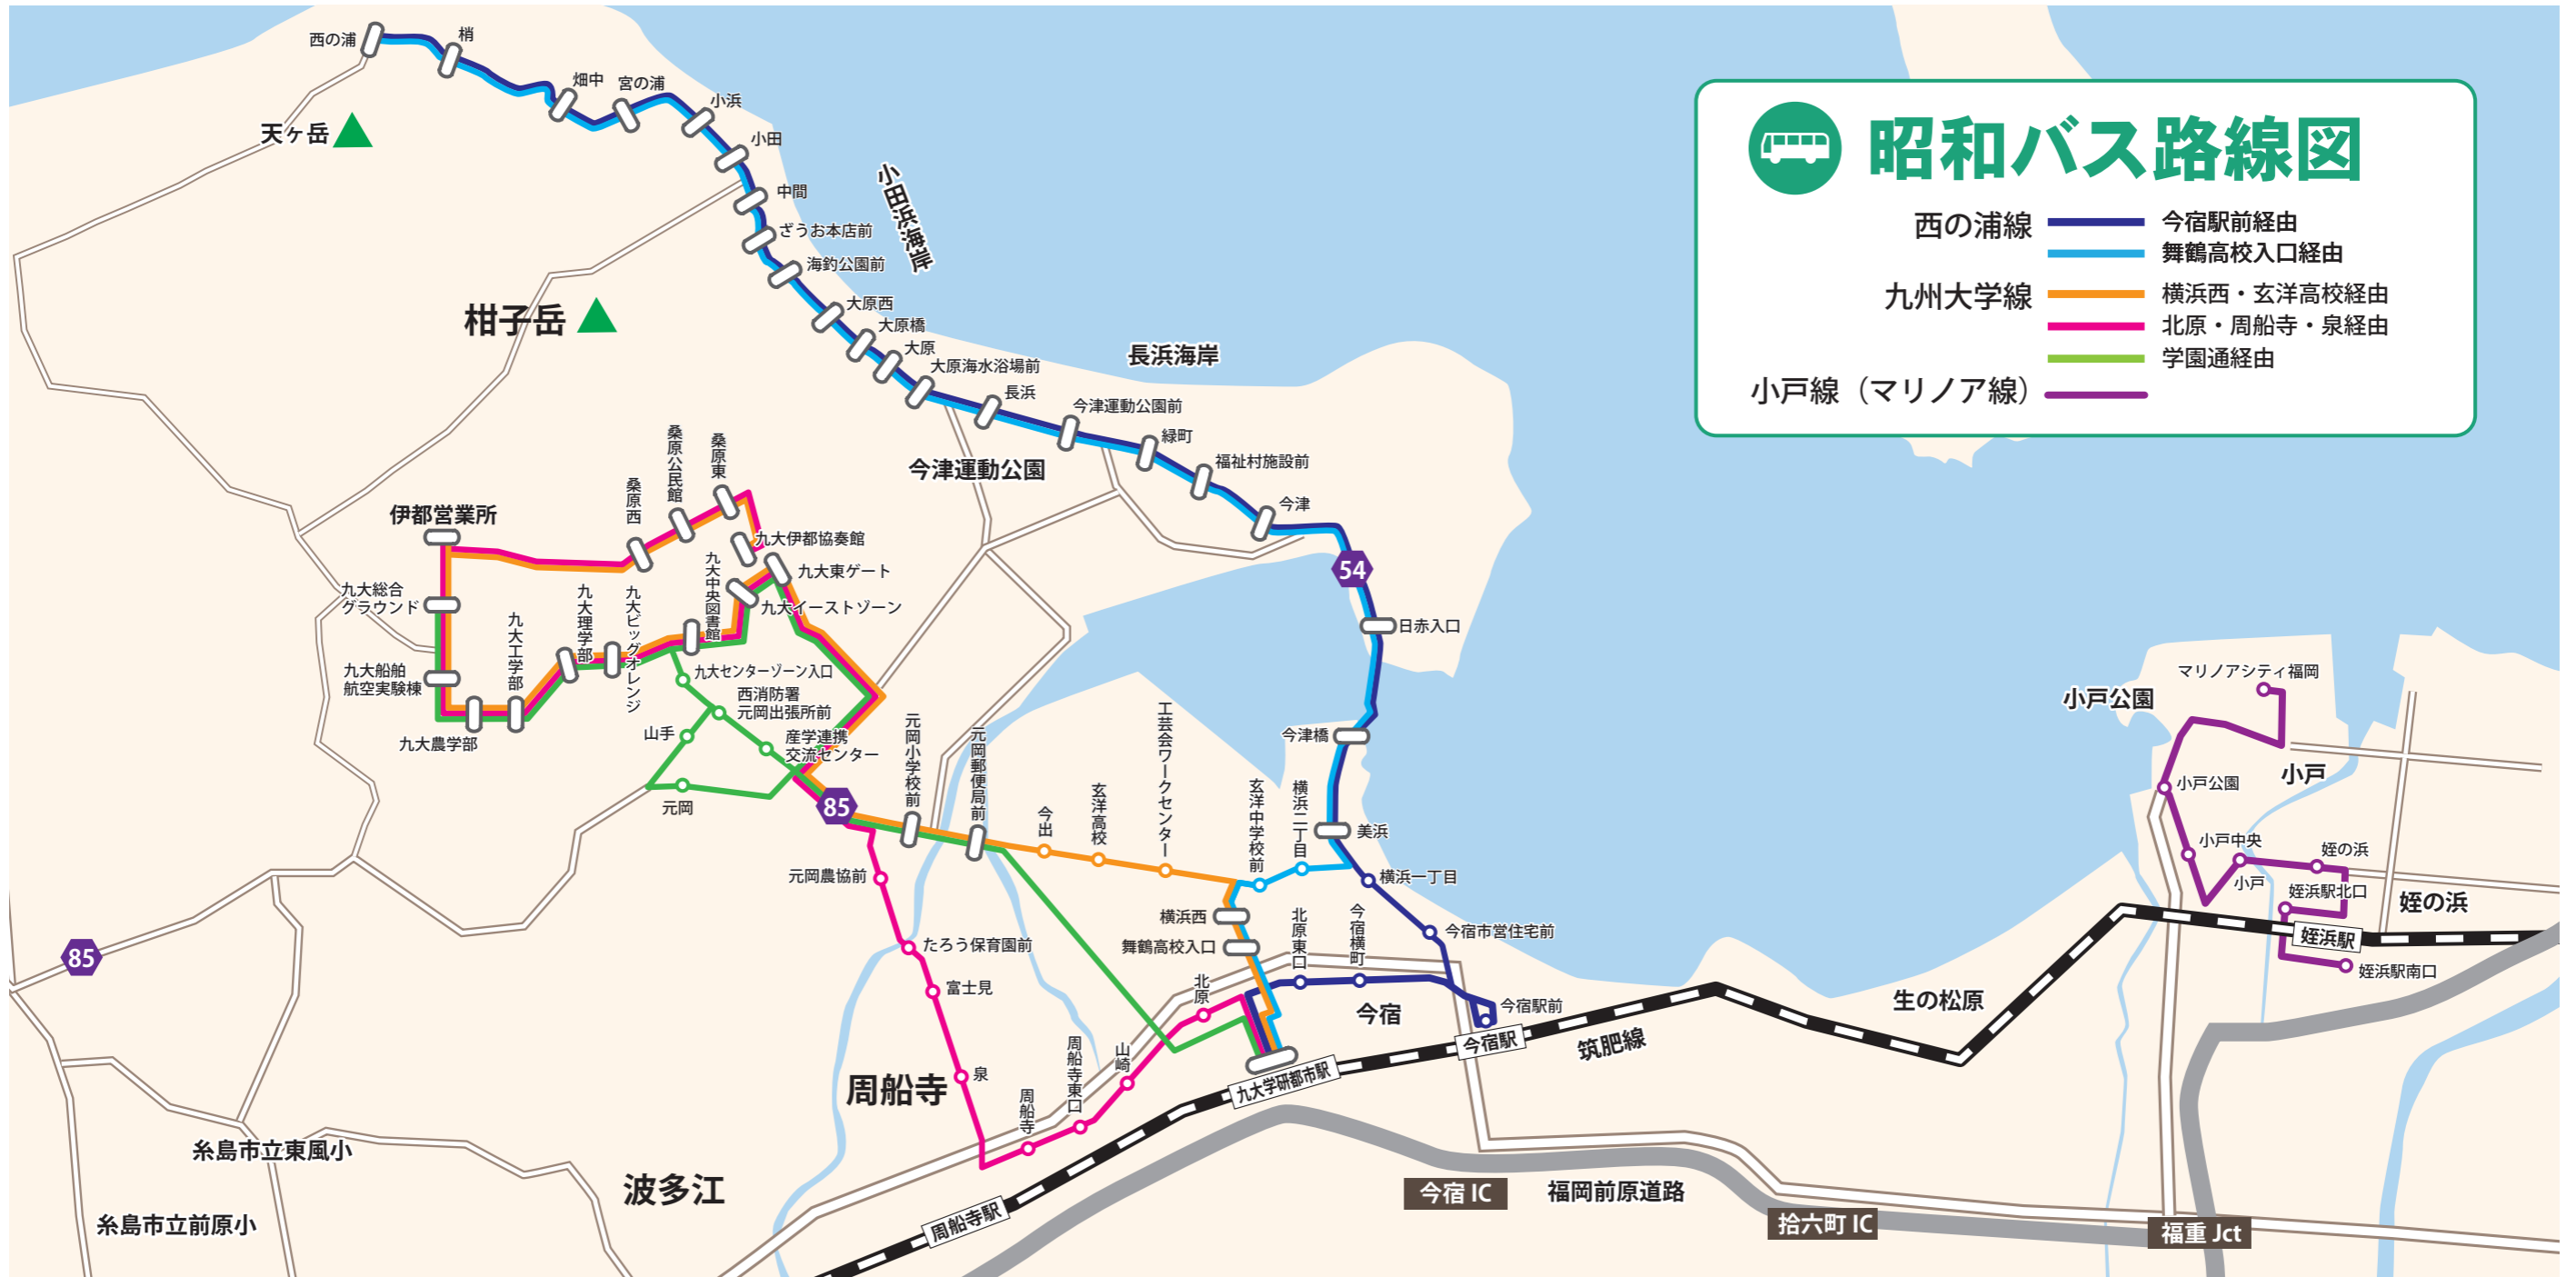 昭和バス路線図
西の浦線
今宿駅前経由
舞鶴高校入口経由
九州大学線
横浜西・玄洋高校経由
北原・周船寺・泉経由
学園通経由
小戸線（マリノア線）
西の浦
梢
畑中
宮の浦
小浜
小田
中間
ざうお本店前
海釣公園前
大原西
大原橋
大原
大原海水浴場前
長浜
今津運動公園前
緑町
福祉村施設前
今津
54
日赤入口
今津橋
美浜
横浜一丁目
今宿市営住宅前
今宿駅前
今宿横町
北原東口
横浜二丁目
玄洋中学校前
横浜西
舞鶴高校入口
天ヶ岳
柑子岳
小田浜海岸
長浜海岸
今津運動公園
伊都営業所
桑原西
桑原公民館
桑原東
九大伊都協奏館
九大東ゲート
九大イーストゾーン
九大中央図書館
九大ビッグオレンジ
九大理学部
九大工学部
九大農学部
九大船舶
航空実験棟
九大総合
グラウンド
九大センターゾーン入口
西消防署
元岡出張所前
産学連携
交流センター
山手
元岡
85
元岡小学校前
元岡郵便局前
今出
玄洋高校
工芸会ワークセンター
元岡農協前
たろう保育園前
富士見
泉
周船寺
周船寺東口
山崎
北原
周船寺
波多江
今宿
85
糸島市立東風小
糸島市立前原小
周船寺駅
九大学研都市駅
今宿駅
筑肥線
生の松原
今宿 IC
福岡前原道路
拾六町 IC
福重 Jct
マリノアシティ福岡
小戸公園
小戸
小戸公園
小戸中央
小戸
姪の浜
姪浜駅北口
姪の浜
姪浜駅
姪浜駅南口